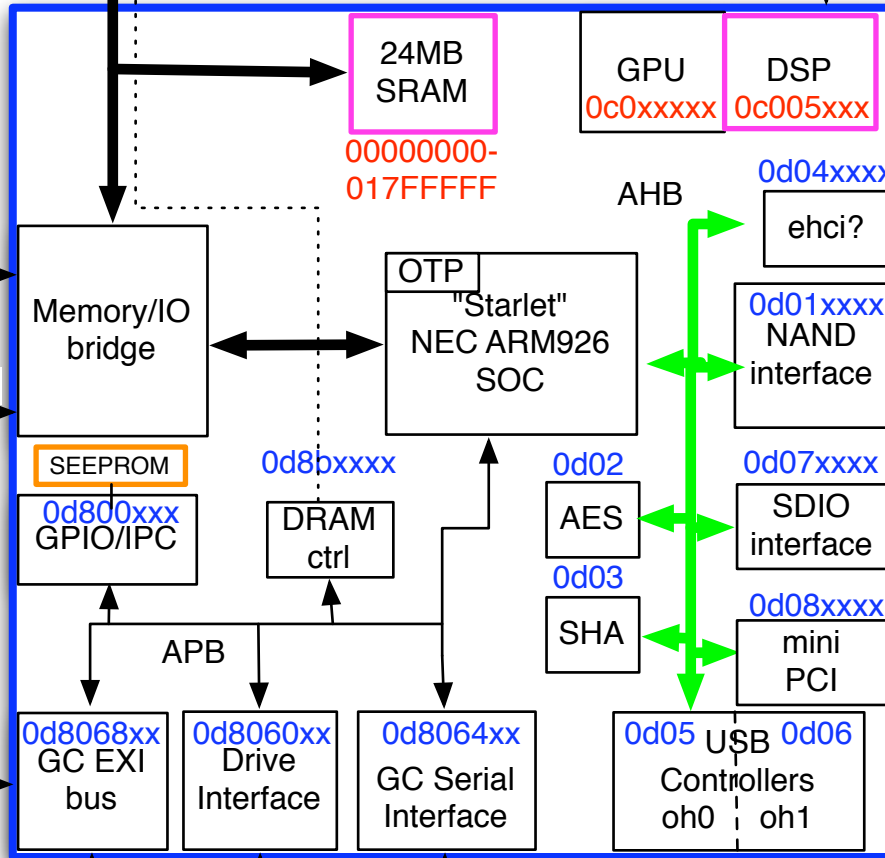 24MB
SRAM
00000000-
017FFFFF
GPU
0c0xxxxx
DSP
0c005xxx
AHB
0d04xxxx
ehci?
Memory/IO
bridge
OTP
"Starlet"
NEC ARM926
SOC
0d01xxxx
NAND
interface
SEEPROM
0d800xxx
GPIO/IPC
0d8bxxxx
DRAM
ctrl
0d02
AES
0d07xxxx
SDIO
interface
0d03
SHA
0d08xxxx
mini
PCI
APB
0d8068xx
GC EXI
bus
0d8060xx
Drive
Interface
0d8064xx
GC Serial
Interface
0d05 USB 0d06
Controllers
oh0 oh1